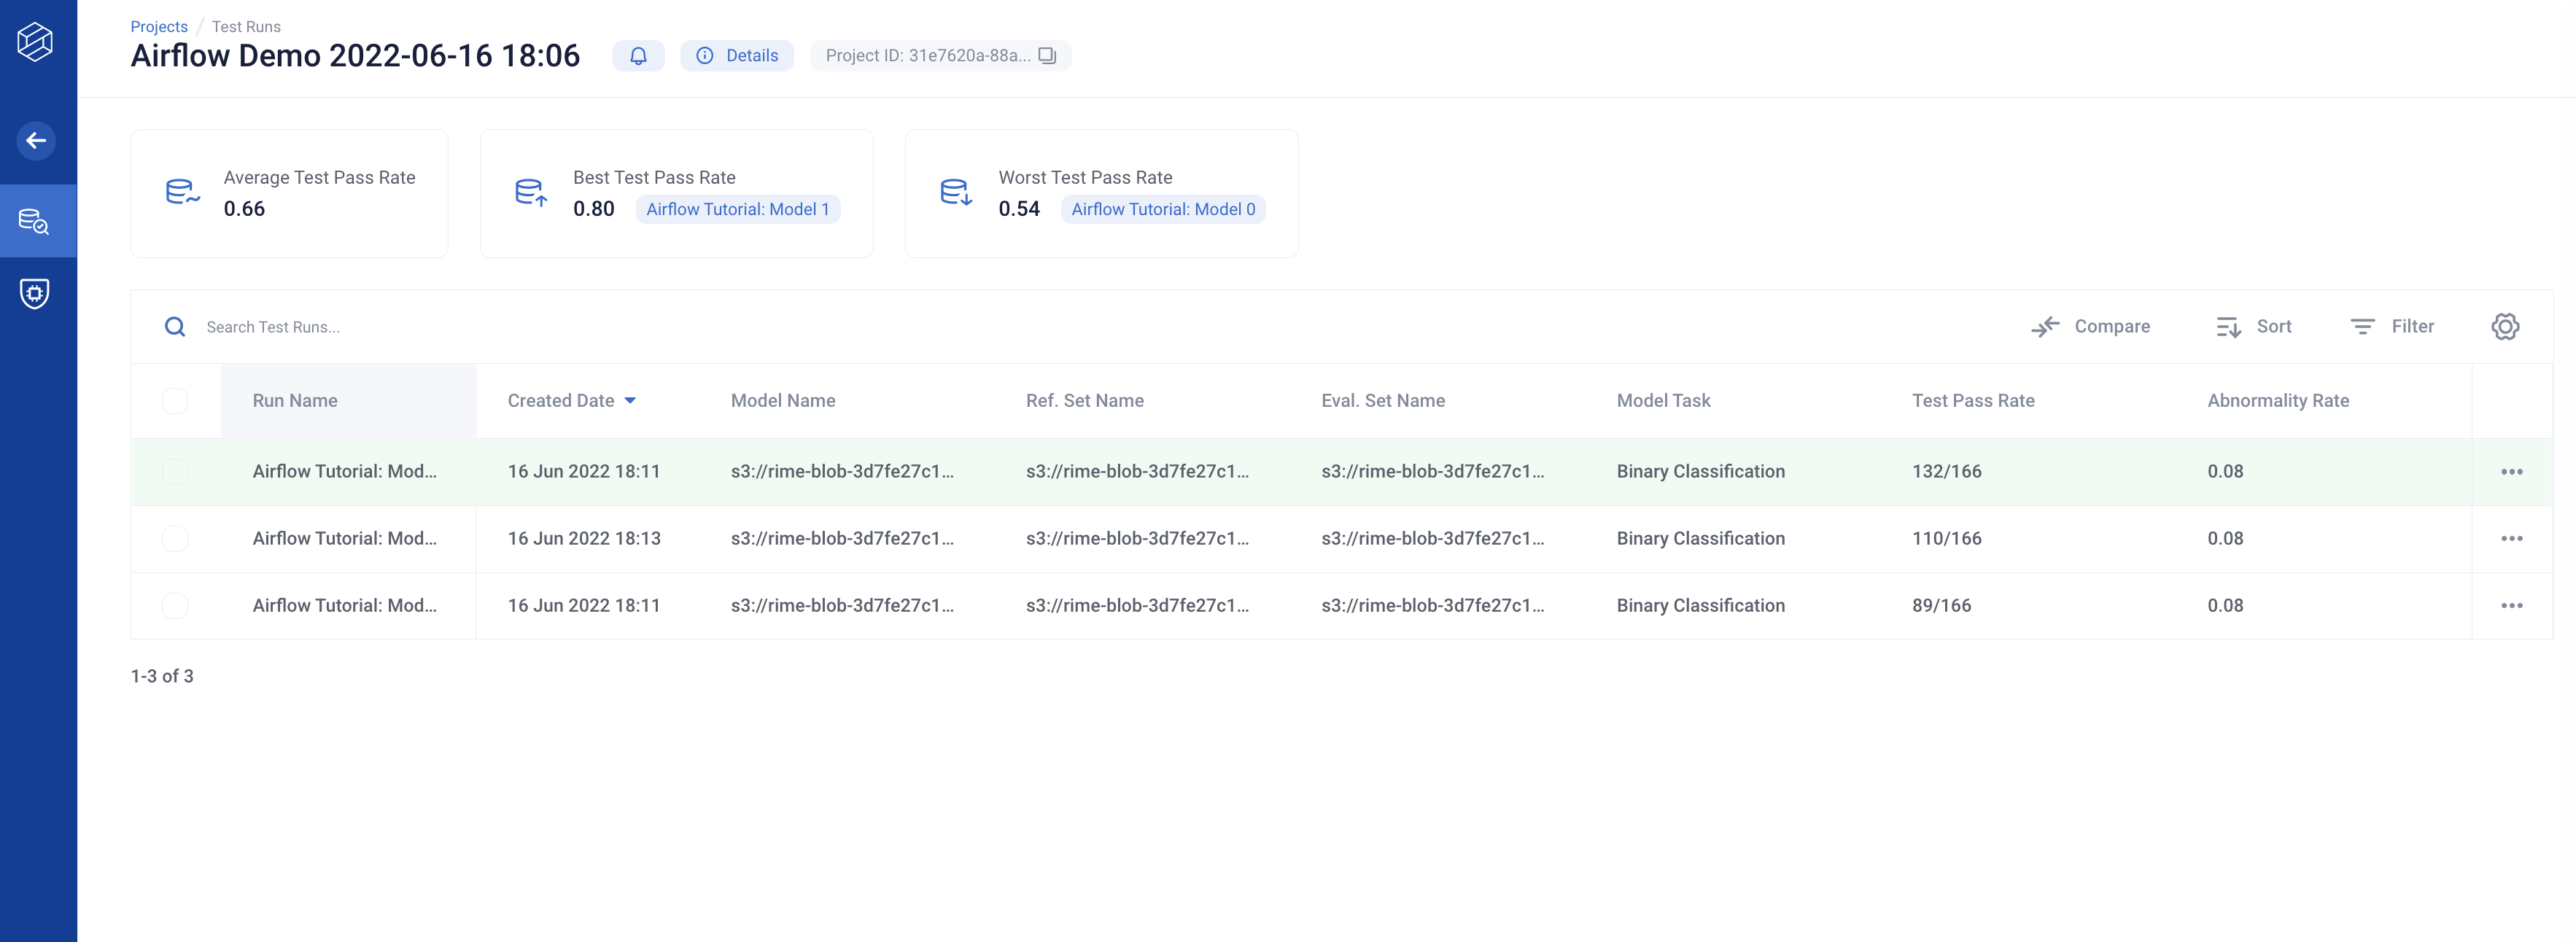 Projects / Test Runs
Airflow Demo 2022-06-16 18:06
Details
Project ID: 31e7620a-88a...
Average Test Pass Rate
0.66
Best Test Pass Rate
0.80 Airflow Tutorial: Model 1
Worst Test Pass Rate
0.54 Airflow Tutorial: Model 0
Search Test Runs...
Compare
Sort
Filter
Run Name Created Date Model Name Ref. Set Name Eval. Set Name Model Task Test Pass Rate Abnormality Rate
Airflow Tutorial: Mod... 16 Jun 2022 18:11 s3://rime-blob-3d7fe27c1... s3://rime-blob-3d7fe27c1... s3://rime-blob-3d7fe27c1... Binary Classification 132/166 0.08
Airflow Tutorial: Mod... 16 Jun 2022 18:13 s3://rime-blob-3d7fe27c1... s3://rime-blob-3d7fe27c1... s3://rime-blob-3d7fe27c1... Binary Classification 110/166 0.08
Airflow Tutorial: Mod... 16 Jun 2022 18:11 s3://rime-blob-3d7fe27c1... s3://rime-blob-3d7fe27c1... s3://rime-blob-3d7fe27c1... Binary Classification 89/166 0.08
1-3 of 3